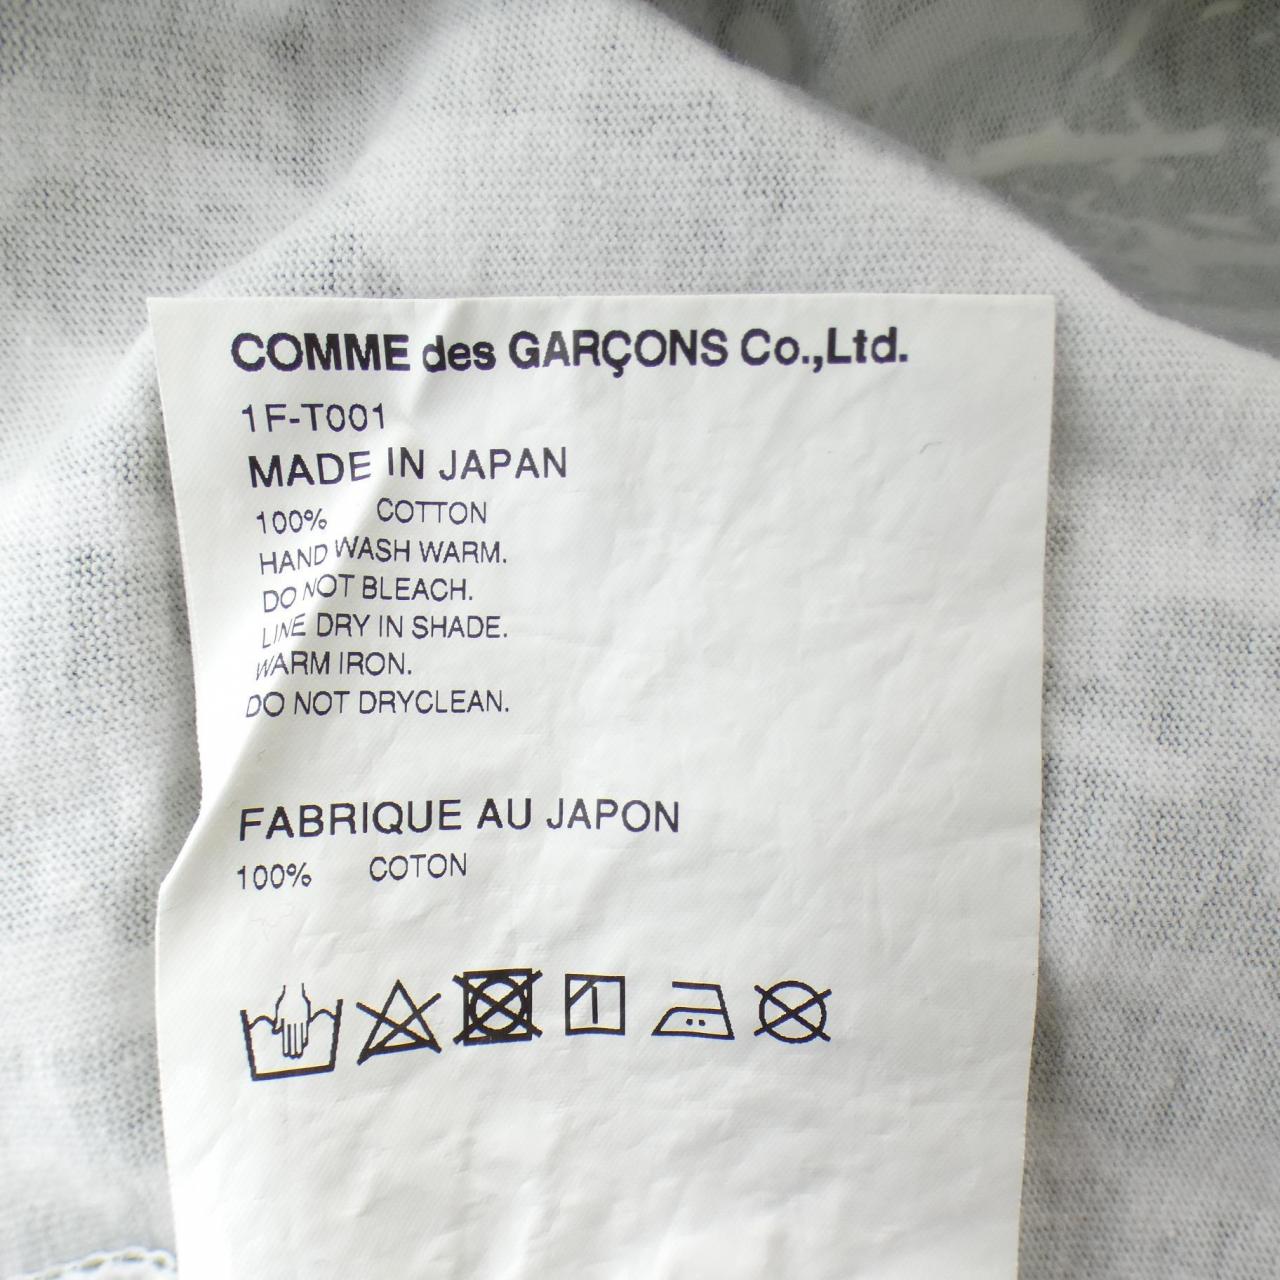 COMME des GARÇONS Co.,Ltd.
1F-T001
MADE IN JAPAN
100% COTTON
HAND WASH WARM.
DO NOT BLEACH.
LINE DRY IN SHADE.
WARM IRON.
DO NOT DRYCLEAN.
FABRIQUE AU JAPON
100% COTON